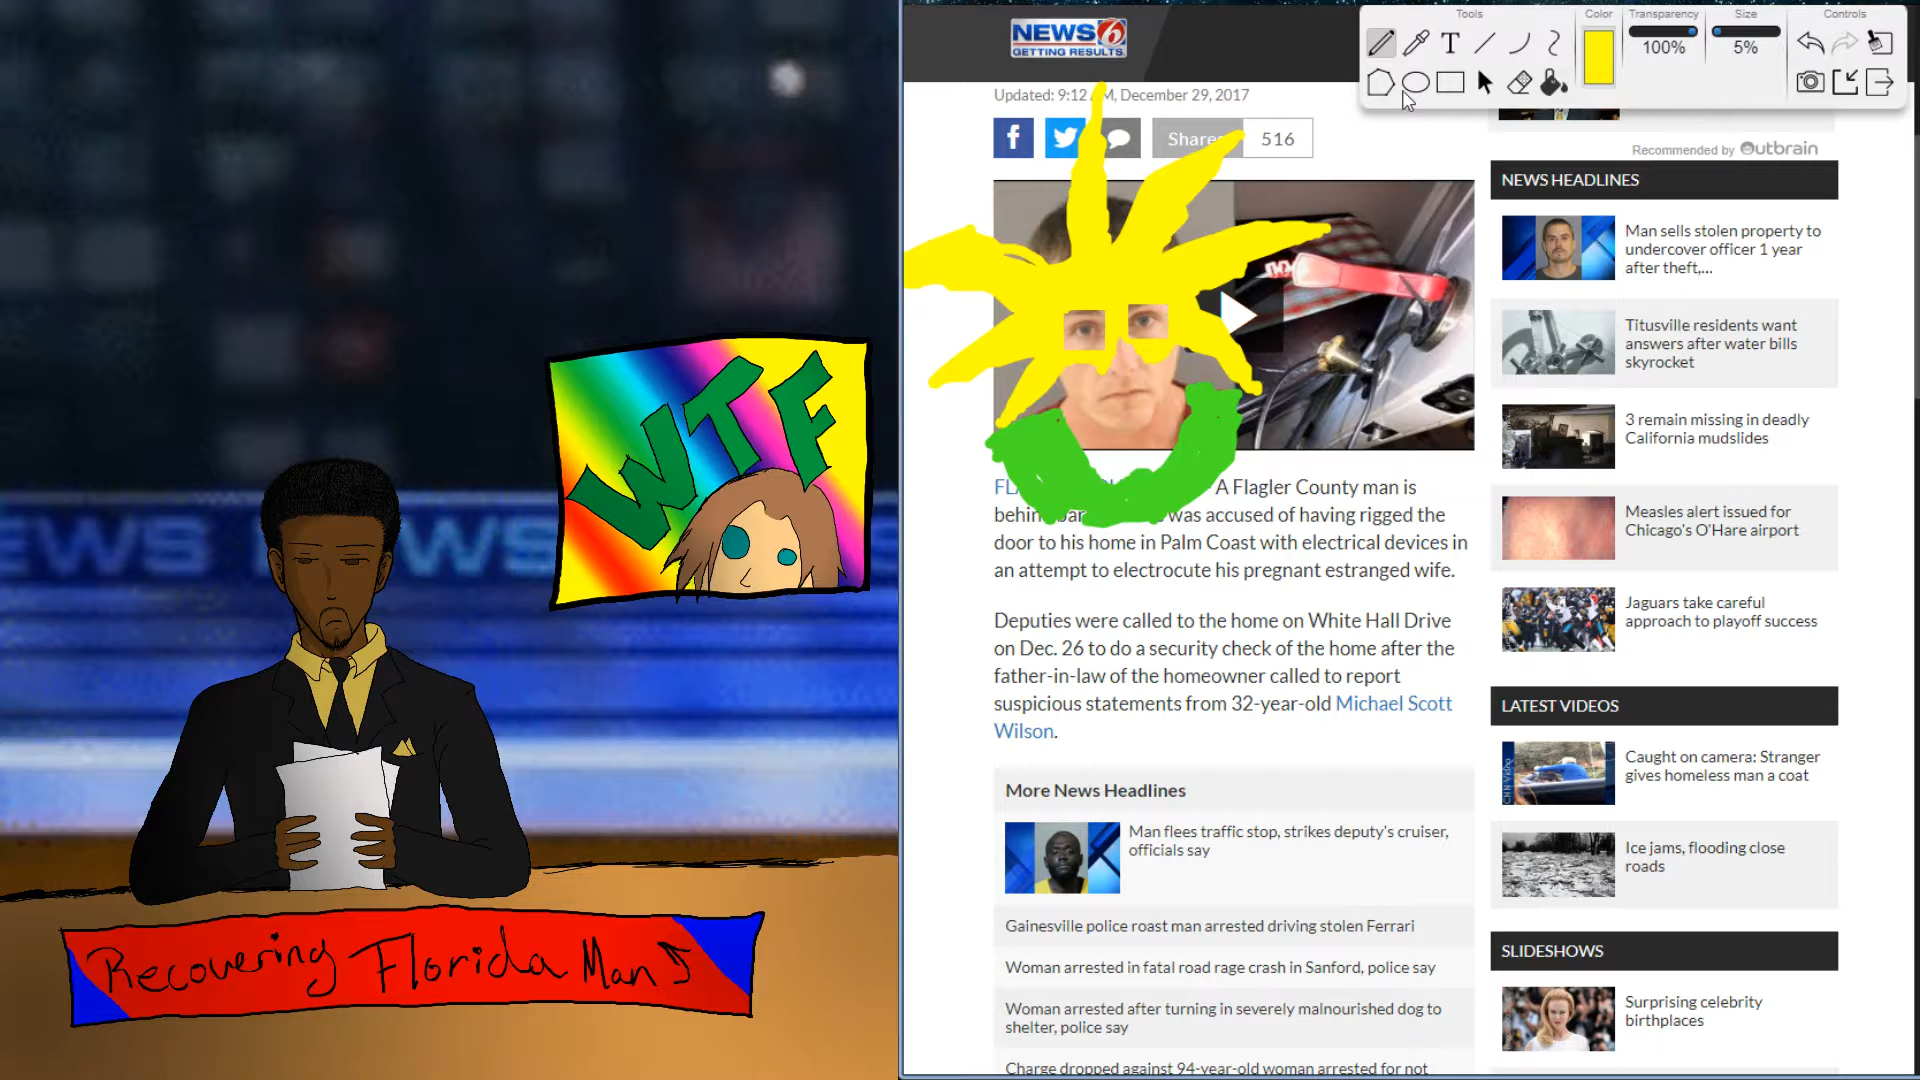 EWS NEWS
WTF
Recovering Florida Man
NEWS 6
GETTING RESULTS
Tools
Color
Transparency
Size
Controls
100%
5%
T
Updated: 9:12 M, December 29, 2017
f
Share
516
Recommended by Outbrain
A Flagler County man is
was accused of having rigged the
door to his home in Palm Coast with electrical devices in
an attempt to electrocute his pregnant estranged wife.
Deputies were called to the home on White Hall Drive
on Dec. 26 to do a security check of the home after the
father-in-law of the homeowner called to report
suspicious statements from 32-year-old Michael Scott
Wilson.
More News Headlines
Man flees traffic stop, strikes deputy's cruiser,
officials say
Gainesville police roast man arrested driving stolen Ferrari
Woman arrested in fatal road rage crash in Sanford, police say
Woman arrested after turning in severely malnourished dog to
shelter, police say
Charge dropped against 94-year-old woman arrested for not
NEWS HEADLINES
Man sells stolen property to
undercover officer 1 year
after theft,...
Titusville residents want
answers after water bills
skyrocket
3 remain missing in deadly
California mudslides
Measles alert issued for
Chicago's O'Hare airport
Jaguars take careful
approach to playoff success
LATEST VIDEOS
CNN Video
Caught on camera: Stranger
gives homeless man a coat
Ice jams, flooding close
roads
SLIDESHOWS
Surprising celebrity
birthplaces